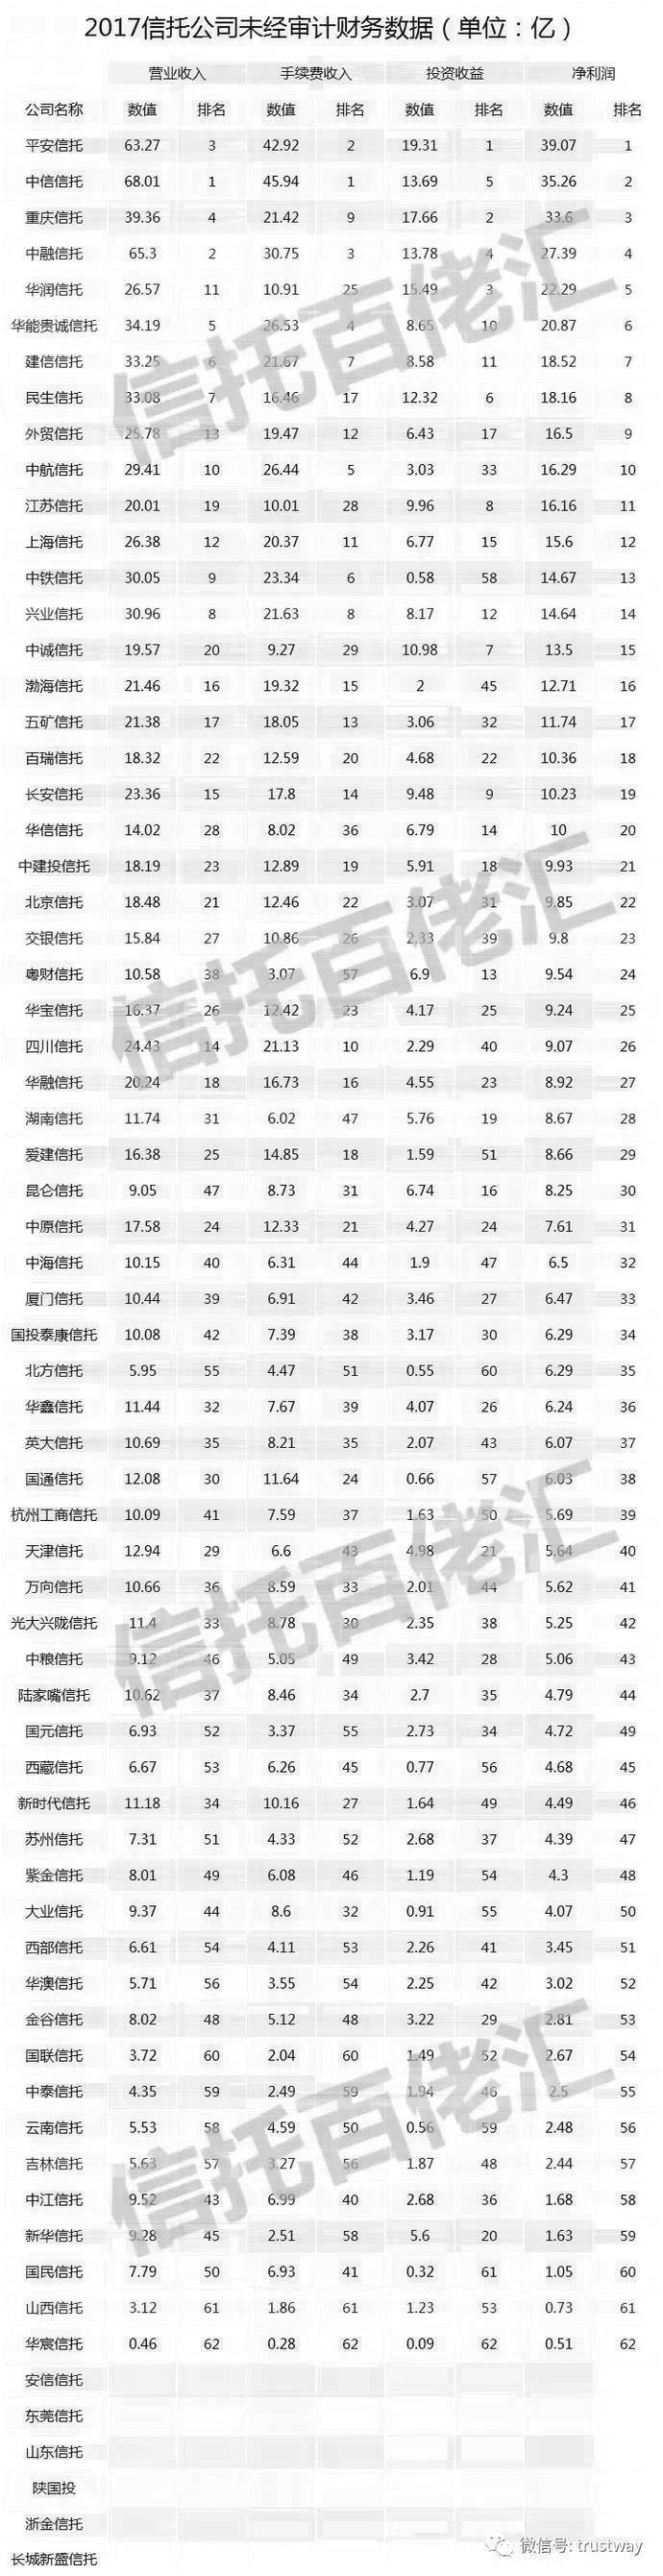 2017信托公司未经审计财务数据（单位：亿）
营业收入 手续费收入 投资收益 净利润
公司名称 数值 排名 数值 排名 数值 排名 数值 排名
平安信托 63.27 3 42.92 2 19.31 1 39.07 1
中信信托 68.01 1 45.94 1 13.69 5 35.26 2
重庆信托 39.36 4 21.42 9 17.66 2 33.6 3
中融信托 65.3 2 30.75 3 13.78 4 27.39 4
华润信托 26.57 11 10.91 25 15.49 3 22.29 5
华能贵诚信托 34.19 5 26.53 4 8.65 10 20.87 6
建信信托 33.25 6 21.67 7 8.58 11 18.52 7
民生信托 33.08 7 16.46 17 12.32 6 18.16 8
外贸信托 25.78 13 19.47 12 6.43 17 16.5 9
中航信托 29.41 10 26.44 5 3.03 33 16.29 10
江苏信托 20.01 19 10.01 28 9.96 8 16.16 11
上海信托 26.38 12 20.37 11 6.77 15 15.6 12
中铁信托 30.05 9 23.34 6 0.58 58 14.67 13
兴业信托 30.96 8 21.63 8 8.17 12 14.64 14
中诚信托 19.57 20 9.27 29 10.98 7 13.5 15
渤海信托 21.46 16 19.32 15 2 45 12.71 16
五矿信托 21.38 17 18.05 13 3.06 32 11.74 17
百瑞信托 18.32 22 12.59 20 4.68 22 10.36 18
长安信托 23.36 15 17.8 14 9.48 9 10.23 19
华信信托 14.02 28 8.02 36 6.79 14 10 20
中建投信托 18.19 23 12.89 19 5.91 18 9.93 21
北京信托 18.48 21 12.46 22 3.07 31 9.85 22
交银信托 15.84 27 10.86 26 2.33 39 9.8 23
粤财信托 10.58 38 3.07 57 6.9 13 9.54 24
华宝信托 16.37 26 12.42 23 4.17 25 9.24 25
四川信托 24.43 14 21.13 10 2.29 40 9.07 26
华融信托 20.24 18 16.73 16 4.55 23 8.92 27
湖南信托 11.74 31 6.02 47 5.76 19 8.67 28
爱建信托 16.38 25 14.85 18 1.59 51 8.66 29
昆仑信托 9.05 47 8.73 31 6.74 16 8.25 30
中原信托 17.58 24 12.33 21 4.27 24 7.61 31
中海信托 10.15 40 6.31 44 1.9 47 6.5 32
厦门信托 10.44 39 6.91 42 3.46 27 6.47 33
国投泰康信托 10.08 42 7.39 38 3.17 30 6.29 34
北方信托 5.95 55 4.47 51 0.55 60 6.29 35
华鑫信托 11.44 32 7.67 39 4.07 26 6.24 36
英大信托 10.69 35 8.21 35 2.07 43 6.07 37
国通信托 12.08 30 11.64 24 0.66 57 6.03 38
杭州工商信托 10.09 41 7.59 37 1.63 50 5.69 39
天津信托 12.94 29 6.6 43 4.98 21 5.64 40
万向信托 10.66 36 8.59 33 2.01 44 5.62 41
光大兴陇信托 11.4 33 8.78 30 2.35 38 5.25 42
中粮信托 9.12 46 5.05 49 3.42 28 5.06 43
陆家嘴信托 10.62 37 8.46 34 2.7 35 4.79 44
国元信托 6.93 52 3.37 55 2.73 34 4.72 49
西藏信托 6.67 53 6.26 45 0.77 56 4.68 45
新时代信托 11.18 34 10.16 27 1.64 49 4.49 46
苏州信托 7.31 51 4.33 52 2.68 37 4.39 47
紫金信托 8.01 49 6.08 46 1.19 54 4.3 48
大业信托 9.37 44 8.6 32 0.91 55 4.07 50
西部信托 6.61 54 4.11 53 2.26 41 3.45 51
华澳信托 5.71 56 3.55 54 2.25 42 3.02 52
金谷信托 8.02 48 5.12 48 3.22 29 2.81 53
国联信托 3.72 60 2.04 60 1.49 52 2.67 54
中泰信托 4.35 59 2.49 59 1.94 46 2.5 55
云南信托 5.53 58 4.59 50 0.56 59 2.48 56
吉林信托 5.63 57 3.27 56 1.87 48 2.44 57
中江信托 9.52 43 6.99 40 2.68 36 1.68 58
新华信托 9.28 45 2.51 58 5.6 20 1.63 59
国民信托 7.79 50 6.93 41 0.32 61 1.05 60
山西信托 3.12 61 1.86 61 1.23 53 0.73 61
华宸信托 0.46 62 0.28 62 0.09 62 0.51 62
安信信托
东莞信托
山东信托
陕国投
浙金信托
长城新盛信托
信托百佬汇
信托百佬汇
信托百佬汇
信托百佬汇
微信号: trustway